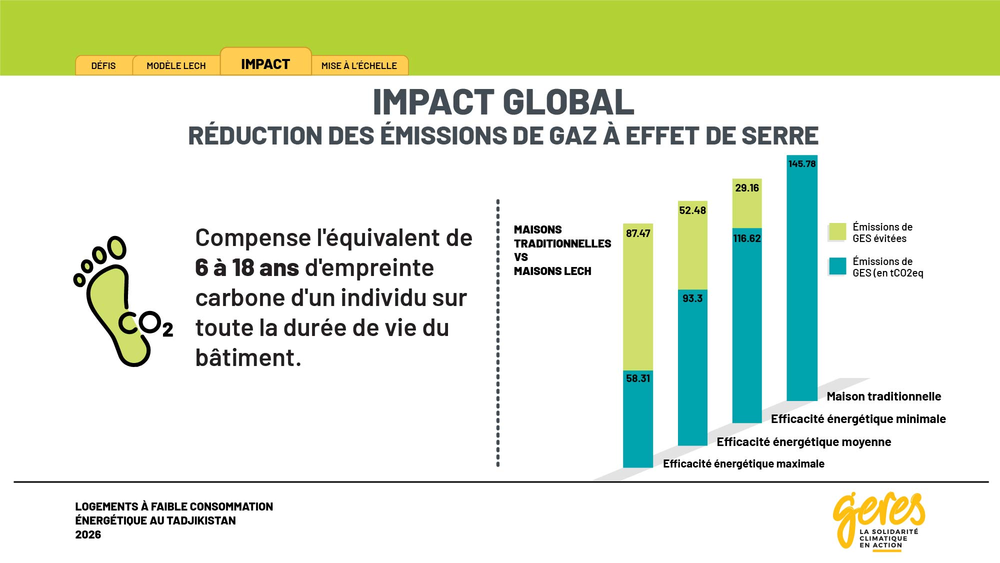 DÉFIS
MODÈLE LECH
IMPACT
MISE À L'ÉCHELLE
IMPACT GLOBAL
RÉDUCTION DES ÉMISSIONS DE GAZ À EFFET DE SERRE
CO2
Compense l'équivalent de
6 à 18 ans d'empreinte
carbone d'un individu sur
toute la durée de vie du
bâtiment.
MAISONS
TRADITIONNELLES
VS
MAISONS LECH
87.47
58.31
52.48
93.3
29.16
116.62
145.78
Émissions de
GES évitées
Émissions de
GES (en tCO2eq
Maison traditionnelle
Efficacité énergétique minimale
Efficacité énergétique moyenne
Efficacité énergétique maximale
LOGEMENTS À FAIBLE CONSOMMATION
ÉNERGÉTIQUE AU TADJIKISTAN
2026
geres
LA SOLIDARITÉ
CLIMATIQUE
EN ACTION